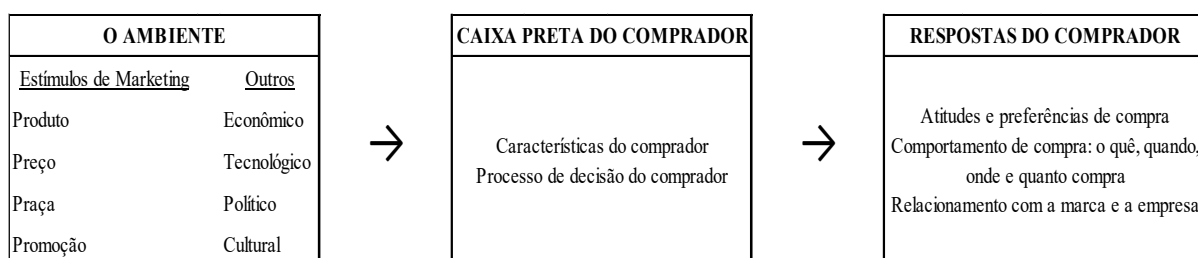 O AMBIENTE
Estímulos de Marketing Outros
Produto Econômico
Preço Tecnológico
Praça Político
Promoção Cultural
→
CAIXA PRETA DO COMPRADOR
Características do comprador
Processo de decisão do comprador
→
RESPOSTAS DO COMPRADOR
Atitudes e preferências de compra
Comportamento de compra: o quê, quando,
onde e quanto compra
Relacionamento com a marca e a empresa